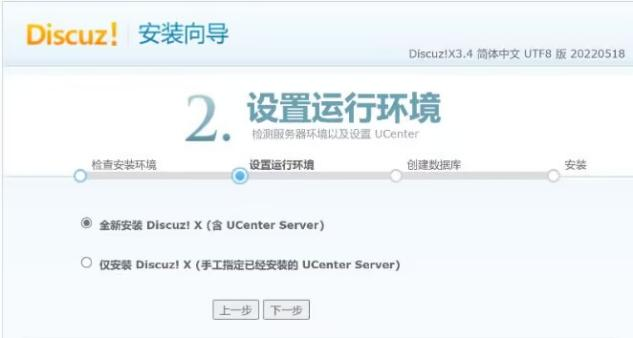 Discuz! 安装向导
Discuz!X3.4 简体中文 UTF8 版 20220518
2. 设置运行环境
检测服务器环境以及设置 UCenter
检查安装环境 设置运行环境 创建数据库 安装
全新安装 Discuz! X (含 UCenter Server)
仅安装 Discuz! X (手工指定已经安装的 UCenter Server)
上一步 下一步